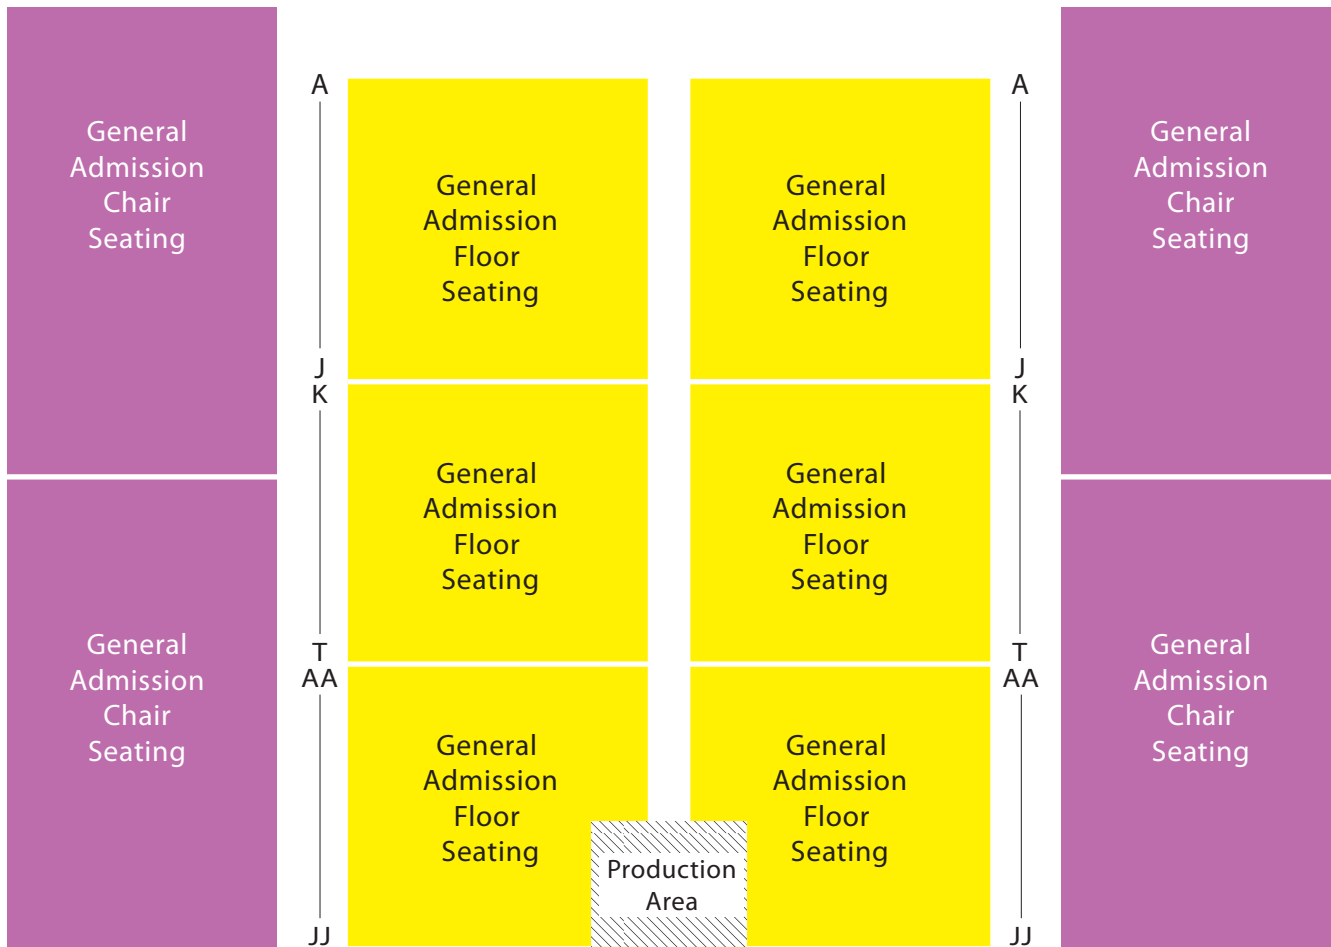 General
Admission
Chair
Seating
A
J
K
T
AA
JJ
General
Admission
Floor
Seating
General
Admission
Floor
Seating
A
J
K
T
AA
JJ
General
Admission
Chair
Seating
General
Admission
Floor
Seating
General
Admission
Floor
Seating
General
Admission
Chair
Seating
General
Admission
Floor
Seating
General
Admission
Floor
Seating
General
Admission
Chair
Seating
Production
Area